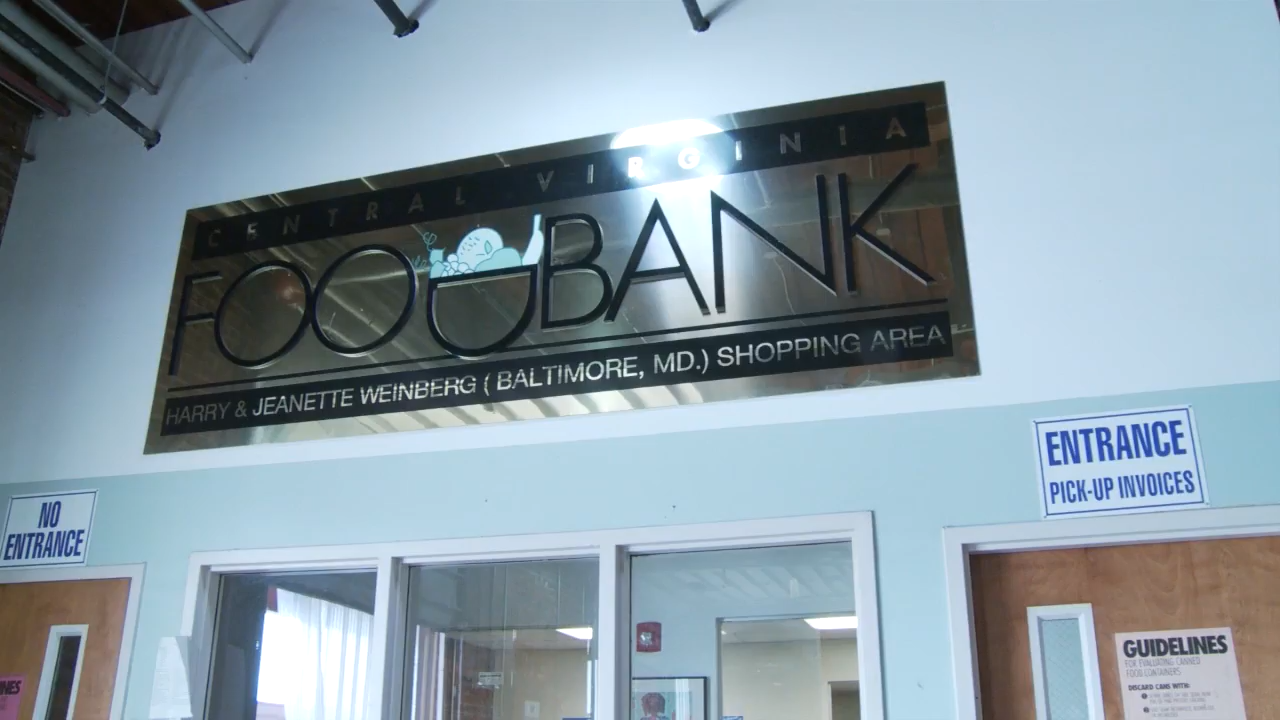 CENTRAL VIRGINIA
FOODBANK
HARRY & JEANETTE WEINBERG ( BALTIMORE, MD.) SHOPPING AREA
NO
ENTRANCE
ENTRANCE
PICK-UP INVOICES
GUIDELINES
FOR EVALUATING CANNED
FOOD CONTAINERS
DISCARD CANS WITH: